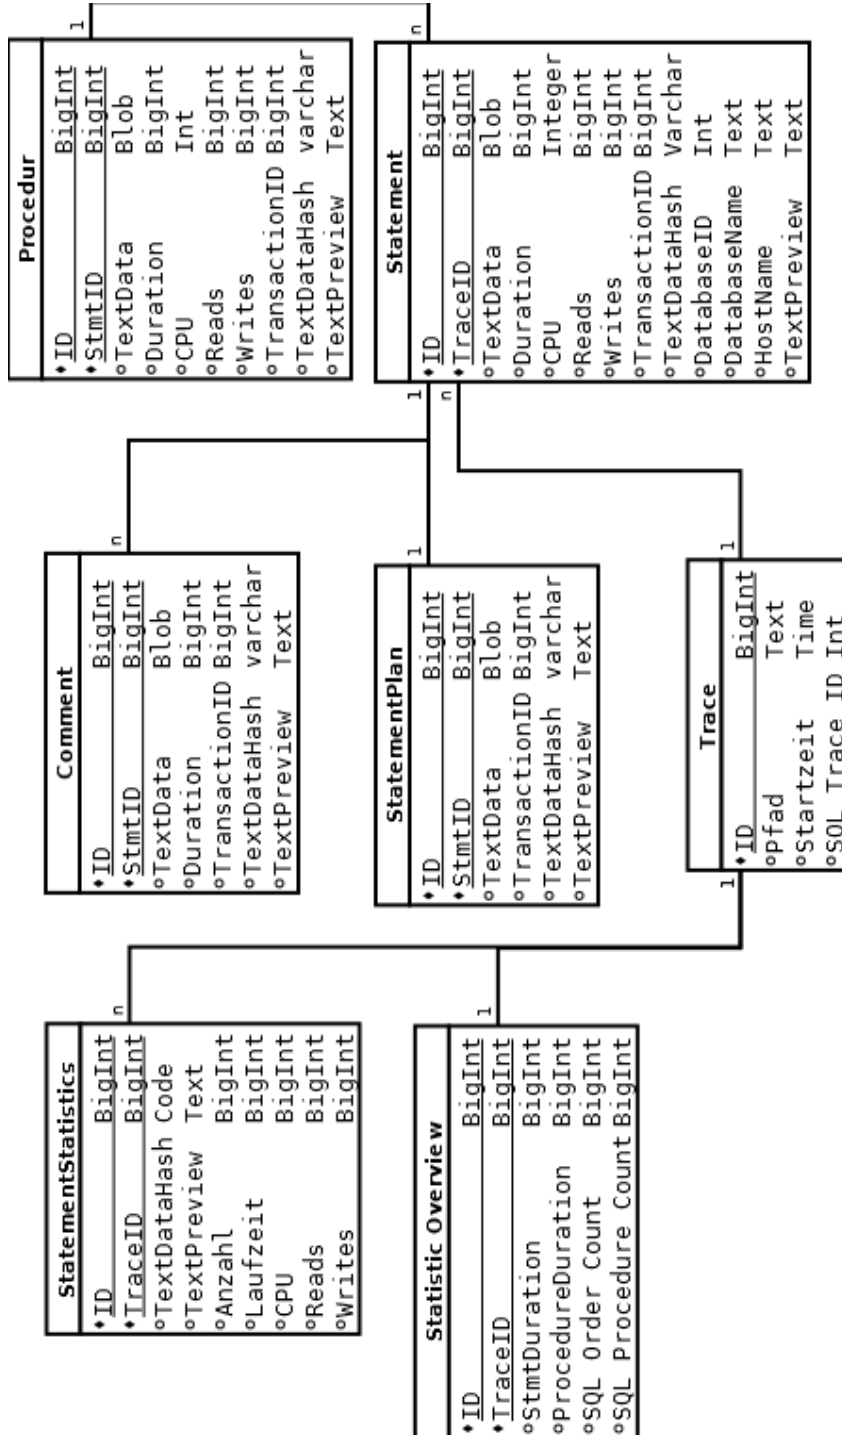 StatementStatistics
ID BigInt
TraceID BigInt
TextDataHash Code
TextPreview Text
Anzahl BigInt
Laufzeit BigInt
CPU BigInt
Reads BigInt
Writes BigInt
n
Comment
ID BigInt
StmtID BigInt
TextData Blob
Duration BigInt
TransactionID BigInt
TextDataHash varchar
TextPreview Text
n
Procedur
ID BigInt
StmtID BigInt
TextData Blob
Duration BigInt
CPU Int
Reads BigInt
Writes BigInt
TransactionID BigInt
TextDataHash varchar
TextPreview Text
1
Statistic Overview
ID BigInt
TraceID BigInt
StmtDuration BigInt
ProcedureDuration BigInt
SQL Order Count BigInt
SQL Procedure Count BigInt
1
StatementPlan
ID BigInt
StmtID BigInt
TextData Blob
TransactionID BigInt
TextDataHash varchar
TextPreview Text
1
Statement
ID BigInt
TraceID BigInt
TextData Blob
Duration BigInt
CPU Integer
Reads BigInt
Writes BigInt
TransactionID BigInt
TextDataHash Varchar
DatabaseID Int
DatabaseName Text
HostName Text
TextPreview Text
1
n
n
Trace
ID BigInt
Pfad Text
Startzeit Time
SQL Trace ID Int
1
1